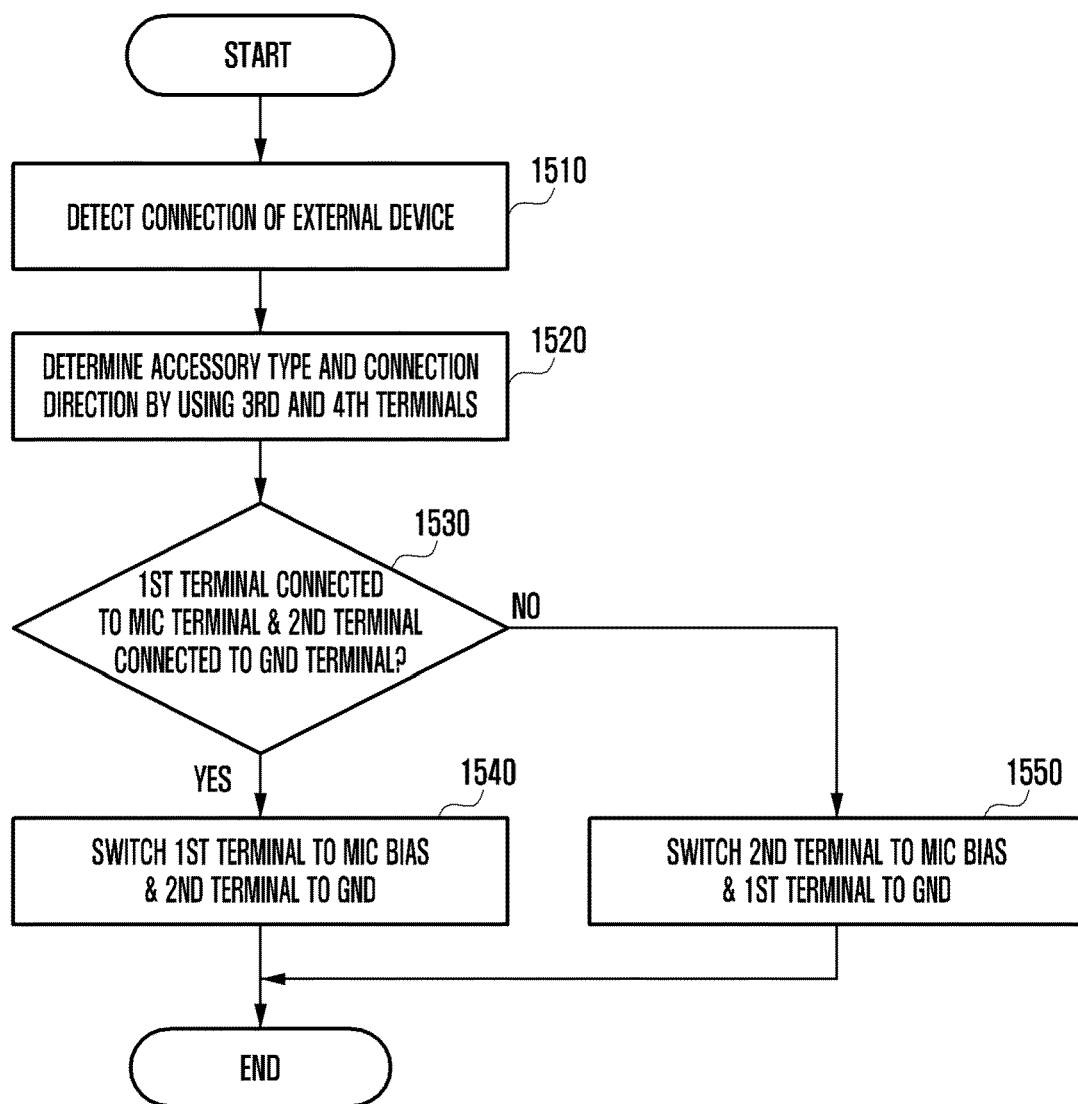 START
1510
DETECT CONNECTION OF EXTERNAL DEVICE
1520
DETERMINE ACCESSORY TYPE AND CONNECTION
DIRECTION BY USING 3RD AND 4TH TERMINALS
1530
1ST TERMINAL CONNECTED
TO MIC TERMINAL & 2ND TERMINAL
CONNECTED TO GND TERMINAL?
NO
YES
1540
SWITCH 1ST TERMINAL TO MIC BIAS
& 2ND TERMINAL TO GND
1550
SWITCH 2ND TERMINAL TO MIC BIAS
& 1ST TERMINAL TO GND
END